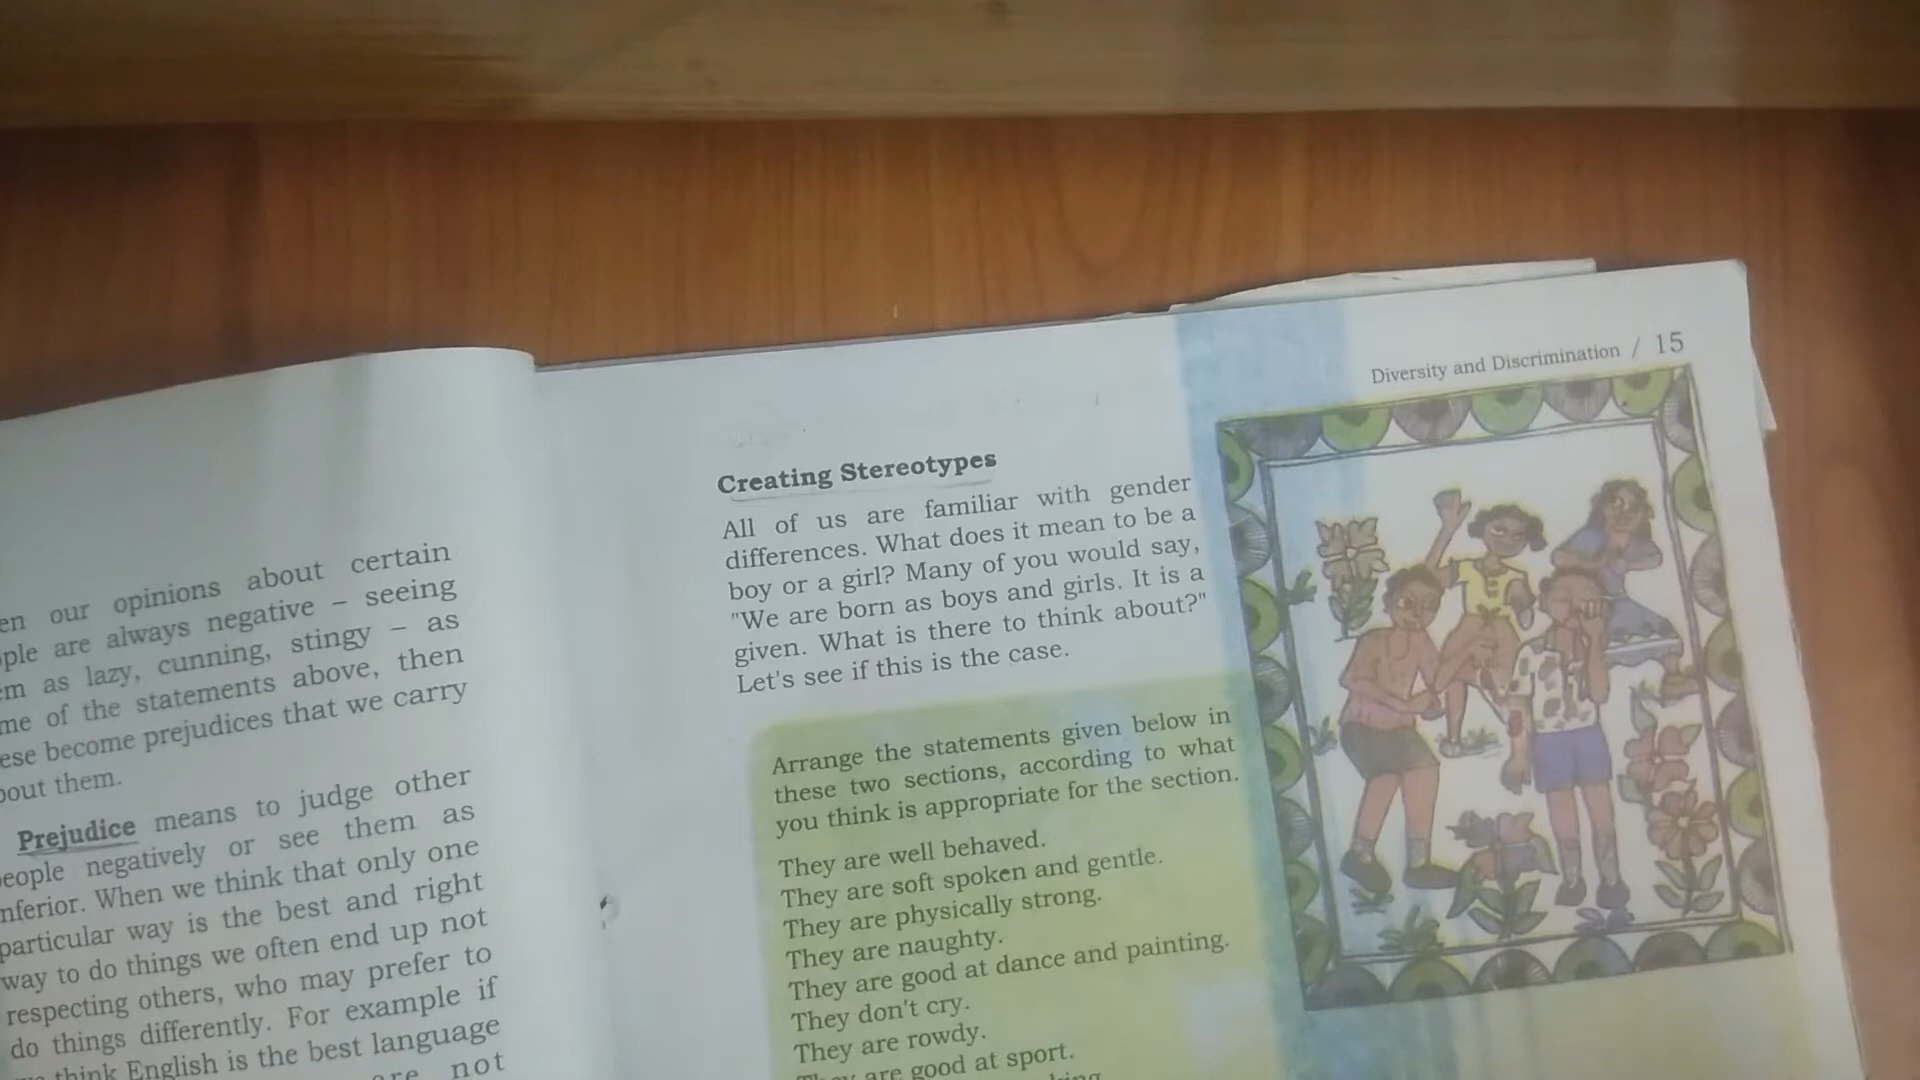 our opinions about certain
are always negative – seeing
as lazy, cunning, stingy – as
of the statements above, then
become prejudices that we carry
them.
Prejudice means to judge other
negatively or see them as
When we think that only one
particular way is the best and right
way to do things we often end up not
respecting others, who may prefer to
do things differently. For example if
think English is the best language
not
Diversity and Discrimination / 15
Creating Stereotypes
All of us are familiar with gender
differences. What does it mean to be a
boy or a girl? Many of you would say,
"We are born as boys and girls. It is a
given. What is there to think about?"
Let's see if this is the case.
Arrange the statements given below in
these two sections, according to what
you think is appropriate for the section.
They are well behaved.
They are soft spoken and gentle.
They are physically strong.
They are naughty.
They are good at dance and painting.
They don't cry.
They are rowdy.
They are good at sport.